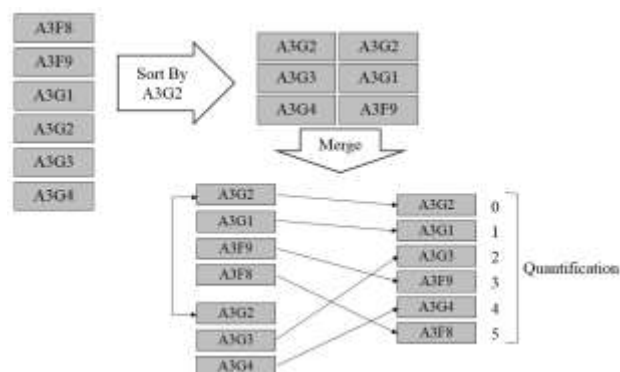 A3F8
A3F9
A3G1
A3G2
A3G3
A3G4
Sort By
A3G2
A3G2 A3G2
A3G3 A3G1
A3G4 A3F9
Merge
A3G2
A3G1
A3F9
A3F8
A3G2
A3G3
A3G4
A3G2 0
A3G1 1
A3G3 2
A3F9 3
A3G4 4
A3F8 5
Quantification